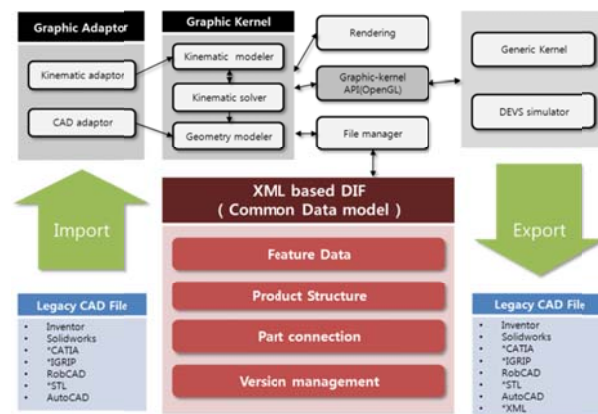 Graphic Adaptor
Kinematic adaptor
CAD adaptor
Graphic Kernel
Kinematic modeler
Kinematic solver
Geometry modeler
Rendering
Graphic-kernel
API(OpenGL)
File manager
Generic Kernel
DEVS simulator
Import
XML based DIF
( Common Data model )
Feature Data
Product Structure
Part connection
Version management
Export
Legacy CAD File
• Inventor
• Solidworks
• *CATIA
• *IGRIP
• RobCAD
• *STL
• AutoCAD
Legacy CAD File
• Inventor
• Solidworks
• *CATIA
• *IGRIP
• RobCAD
• *STL
• AutoCAD
• *XML